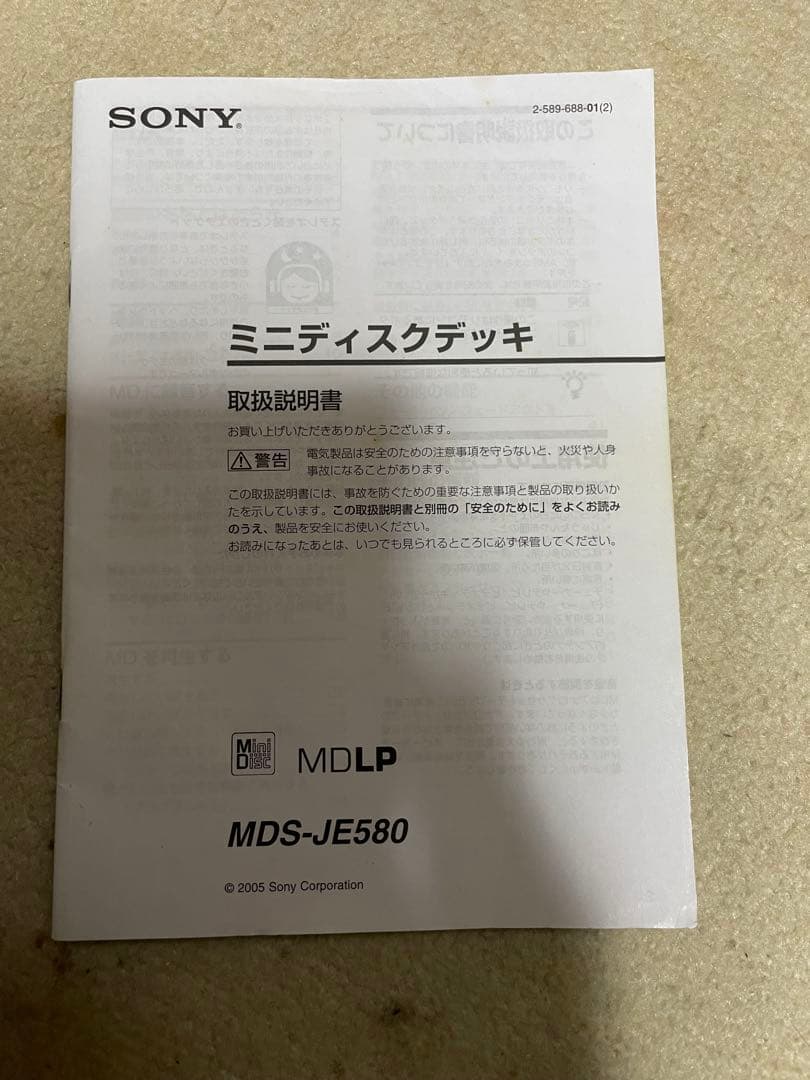 SONY®
2-589-688-01(2)
ミニディスクデッキ
取扱説明書
お買い上げいただきありがとうございます。
警告
電気製品は安全のための注意事項を守らないと、火災や人身
事故になることがあります。
この取扱説明書には、事故を防ぐための重要な注意事項と製品の取り扱いか
たを示しています。この取扱説明書と別冊の「安全のために」をよくお読み
のうえ、製品を安全にお使いください。
お読みになったあとは、いつでも見られるところに必ず保管してください。
Mini
Disc
MDLP
MDS-JE580
© 2005 Sony Corporation